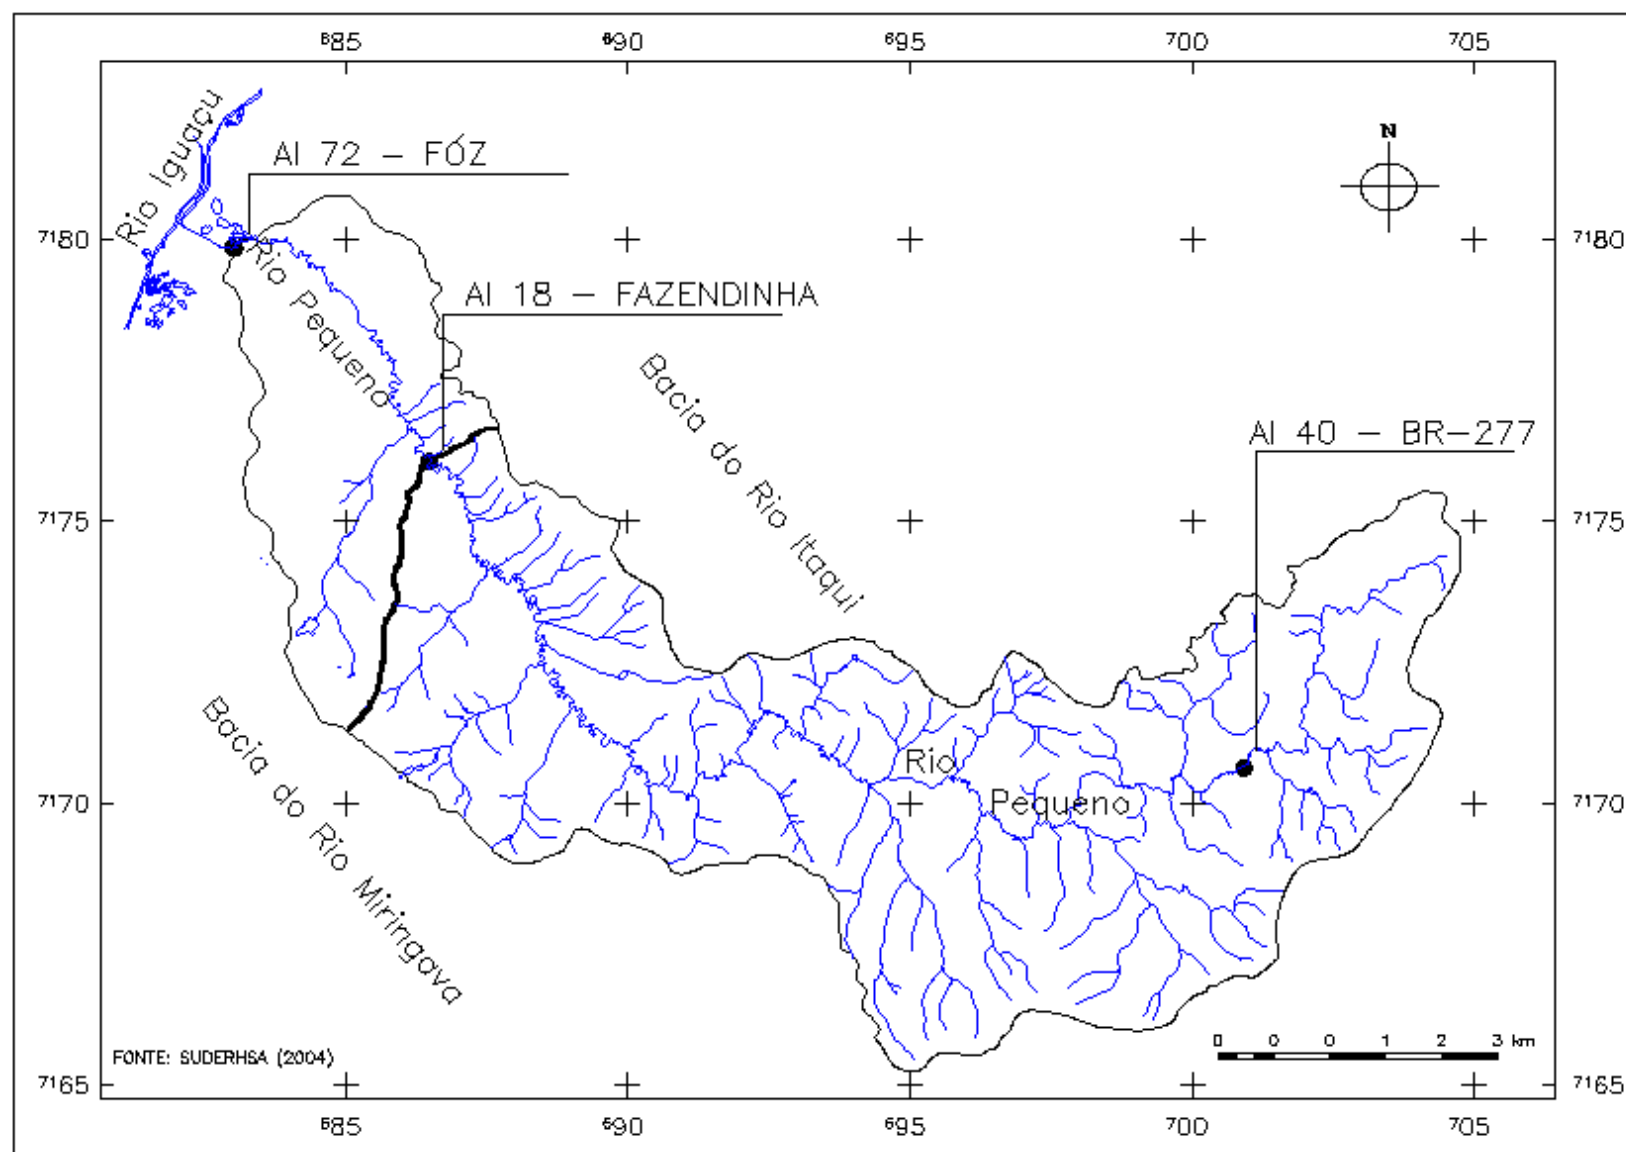 685 690 695 700 705
N
Rio Iguaçu
AI 72 - FÓZ
7180 7180
Rio Pequeno
AI 18 - FAZENDINHA
Bacia do Rio Itaqui
AI 40 - BR-277
7175 7175
Bacia do Rio Miringava
Rio
Pequeno
7170 7170
0 0 0 1 2 3 km
FONTE: SUDERHSA (2004)
7165 7165
685 690 695 700 705